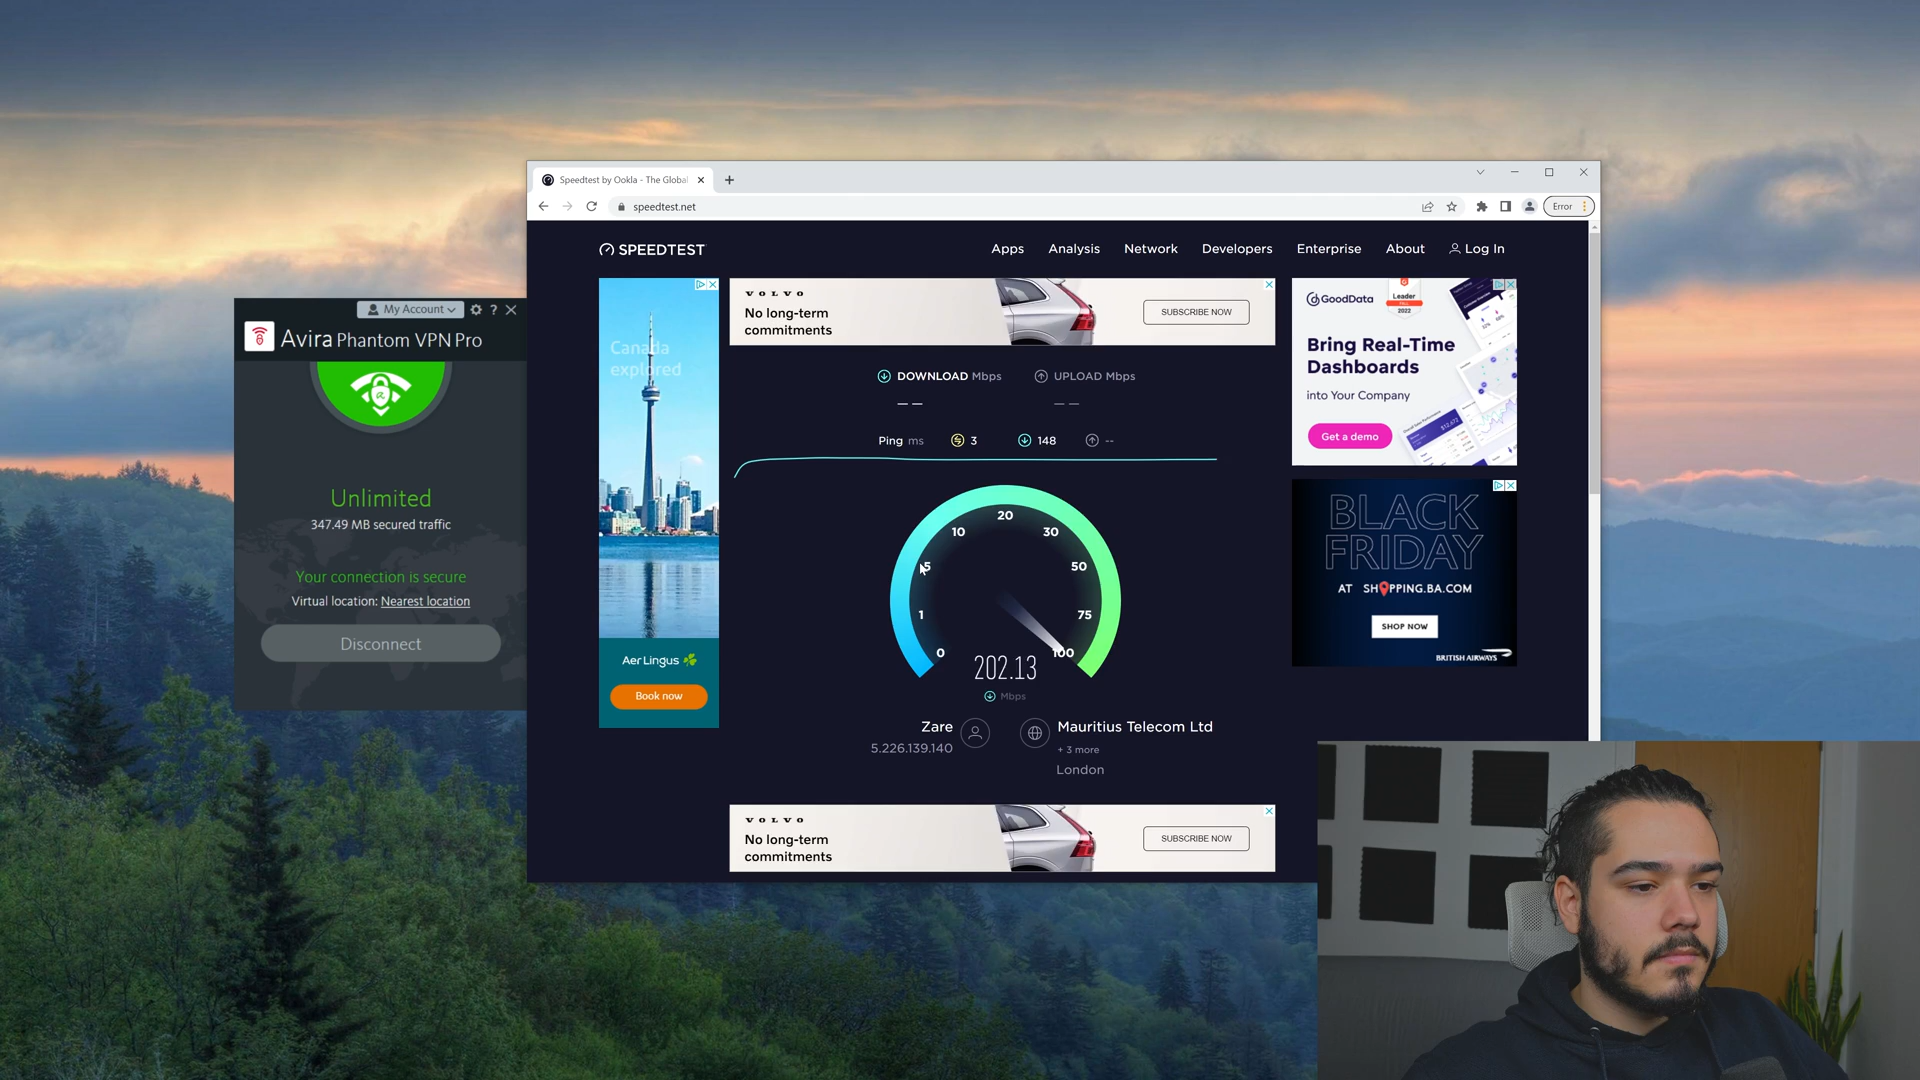 Speedtest by Ookla - The Global
speedtest.net
Error
SPEEDTEST
Apps
Analysis
Network
Developers
Enterprise
About
Log In
My Account
?
Avira Phantom VPN Pro
Unlimited
347.49 MB secured traffic
Your connection is secure
Virtual location: Nearest location
Disconnect
Canada
explored
Aer Lingus
Book now
VOLVO
No long-term
commitments
SUBSCRIBE NOW
DOWNLOAD Mbps
UPLOAD Mbps
— —
— —
Ping ms
3
148
--
0
1
5
10
20
30
50
75
100
202.13
Mbps
Zare
5.226.139.140
Mauritius Telecom Ltd
+ 3 more
London
VOLVO
No long-term
commitments
SUBSCRIBE NOW
GoodData
Leader
2022
Bring Real-Time
Dashboards
into Your Company
Get a demo
BLACK
FRIDAY
AT SHOPPING.BA.COM
SHOP NOW
BRITISH AIRWAYS